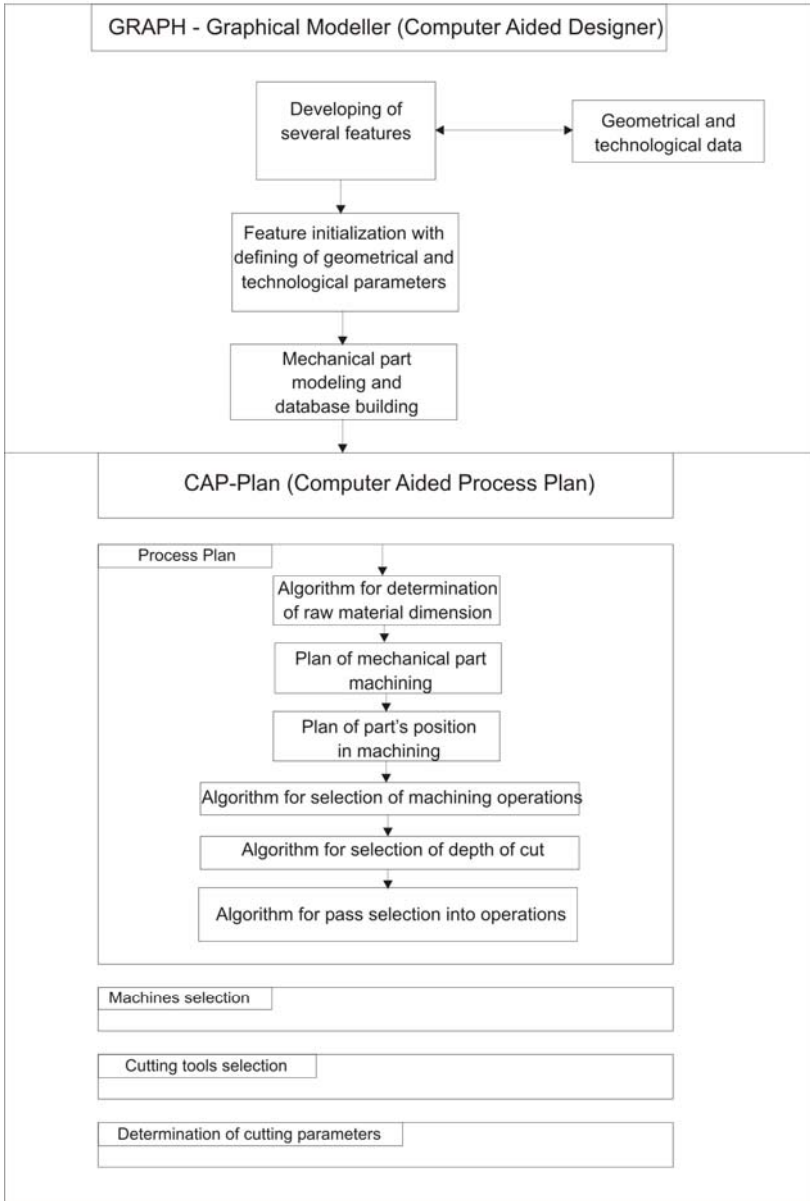 GRAPH - Graphical Modeller (Computer Aided Designer)
Developing of
several features
Geometrical and
technological data
Feature initialization with
defining of geometrical and
technological parameters
Mechanical part
modeling and
database building
CAP-Plan (Computer Aided Process Plan)
Process Plan
Algorithm for determination
of raw material dimension
Plan of mechanical part
machining
Plan of part's position
in machining
Algorithm for selection of machining operations
Algorithm for selection of depth of cut
Algorithm for pass selection into operations
Machines selection
Cutting tools selection
Determination of cutting parameters